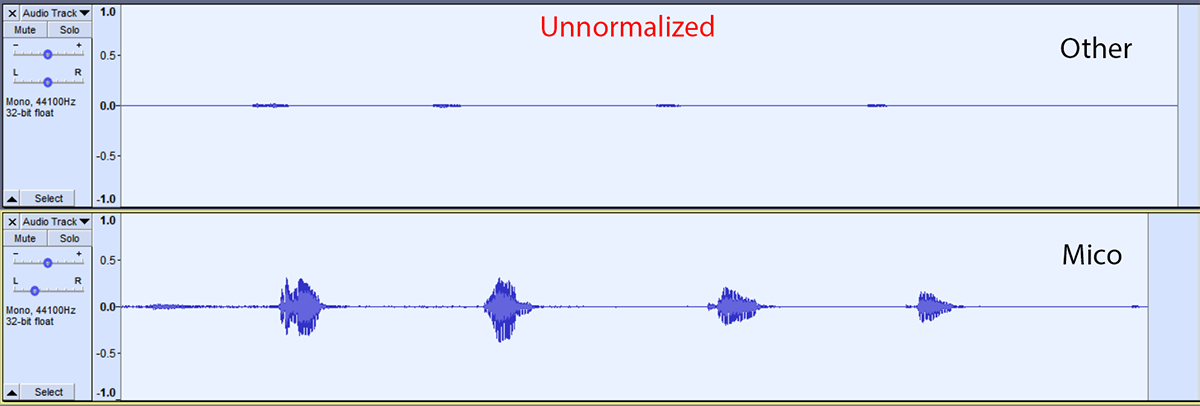 Unnormalized
× Audio Track ▼
Mute Solo
- +
L R
Mono, 44100Hz
32-bit float
▲ Select
1.0
0.5-
0.0-
-0.5-
-1.0
Other
× Audio Track ▼
Mute Solo
- +
L R
Mono, 44100Hz
32-bit float
▲ Select
1.0
0.5-
0.0-
-0.5-
-1.0
Mico